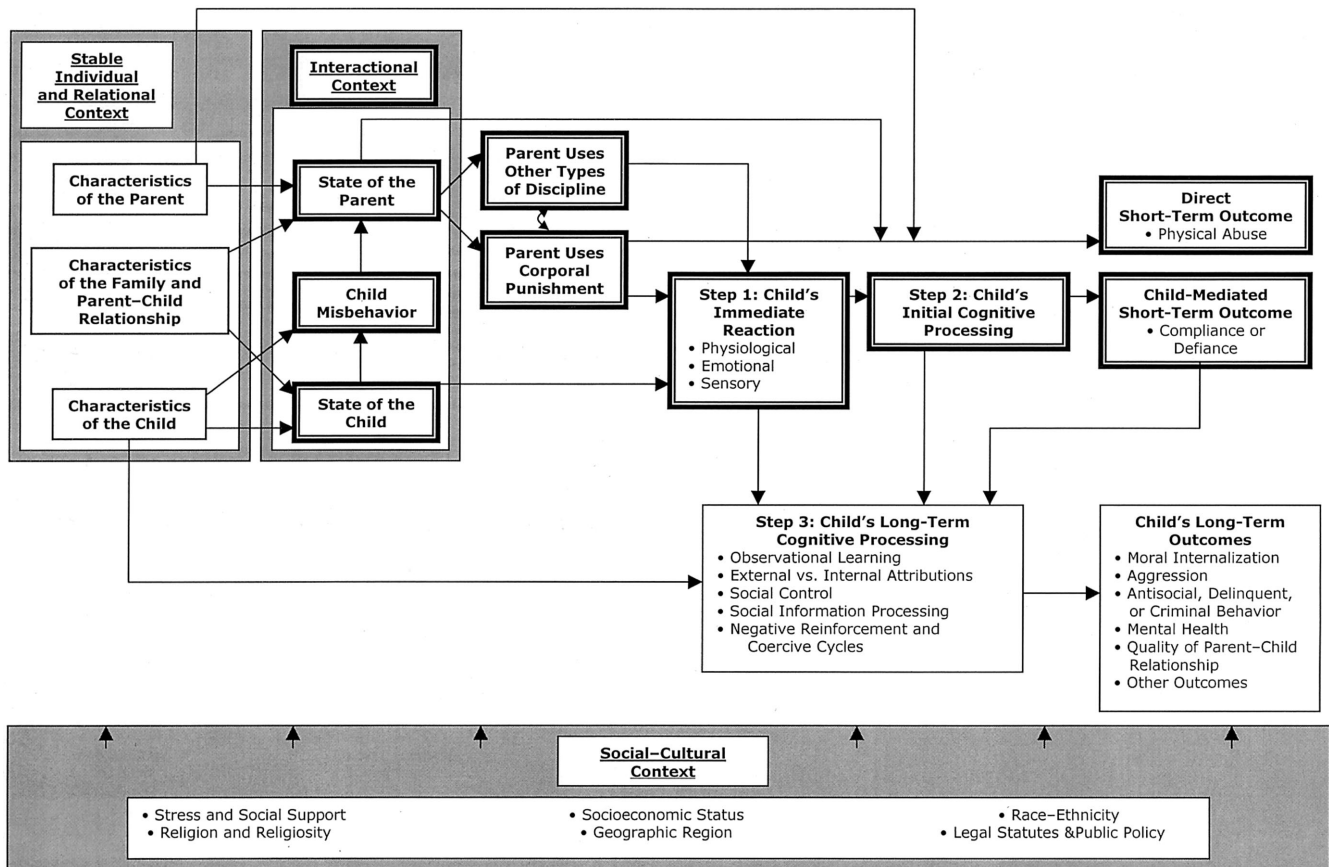 Stable
Individual
and Relational
Context
Interactional
Context
Characteristics
of the Parent
Characteristics
of the Family and
Parent–Child
Relationship
Characteristics
of the Child
State of the
Parent
Child
Misbehavior
State of the
Child
Parent Uses
Other Types
of Discipline
Parent Uses
Corporal
Punishment
Step 1: Child's
Immediate
Reaction
• Physiological
• Emotional
• Sensory
Step 2: Child's
Initial Cognitive
Processing
Direct
Short-Term Outcome
• Physical Abuse
Child-Mediated
Short-Term Outcome
• Compliance or
Defiance
Step 3: Child's Long-Term
Cognitive Processing
• Observational Learning
• External vs. Internal Attributions
• Social Control
• Social Information Processing
• Negative Reinforcement and
Coercive Cycles
Child's Long-Term
Outcomes
• Moral Internalization
• Aggression
• Antisocial, Delinquent,
or Criminal Behavior
• Mental Health
• Quality of Parent–Child
Relationship
• Other Outcomes
Social–Cultural
Context
• Stress and Social Support
• Religion and Religiosity
• Socioeconomic Status
• Geographic Region
• Race–Ethnicity
• Legal Statutes &Public Policy